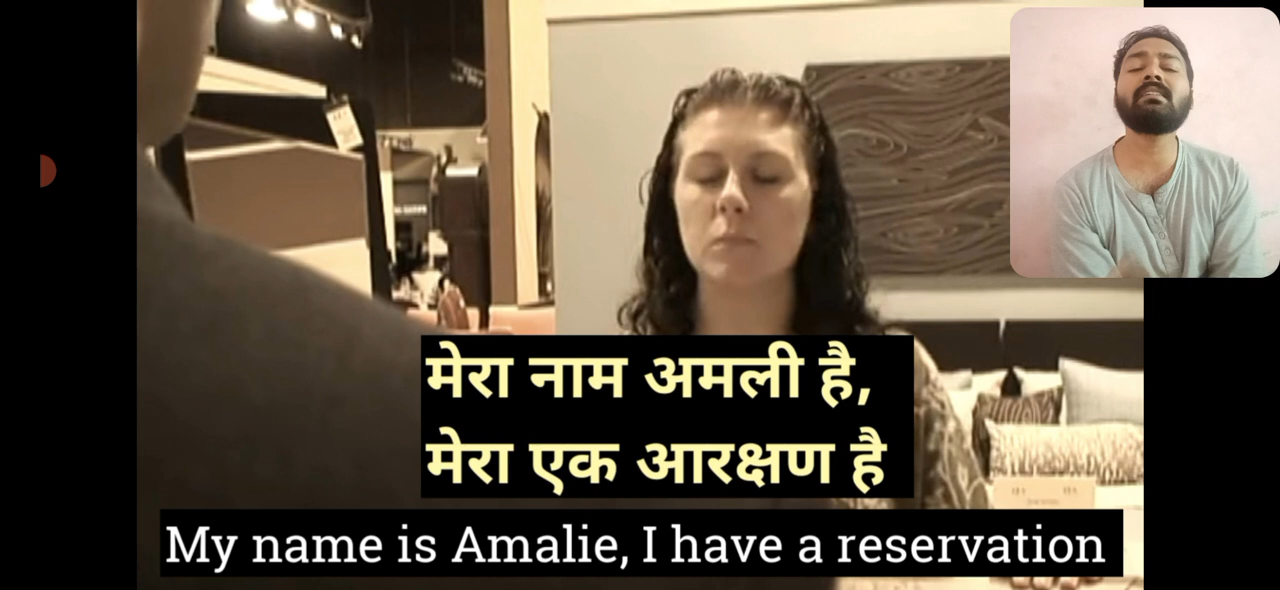 मेरा नाम अमली है,
मेरा एक आरक्षण है
My name is Amalie, I have a reservation